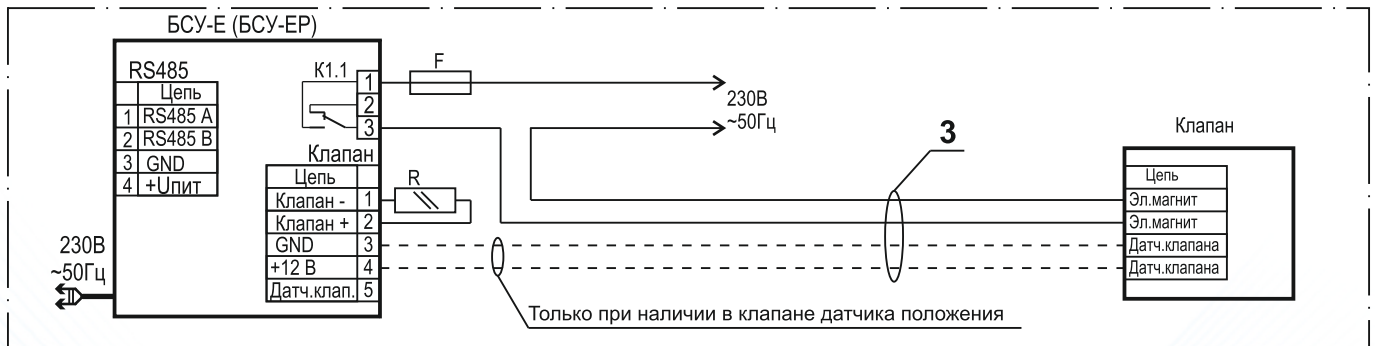 БСУ-Е (БСУ-ЕР)
RS485
Цепь
1 RS485 A
2 RS485 B
3 GND
4 +Uпит
К1.1
1
2
3
F
230В
~50Гц
Клапан
Цепь
Клапан - 1
Клапан + 2
GND 3
+12 В 4
Датч.клап. 5
R
230В
~50Гц
3
Только при наличии в клапане датчика положения
Клапан
Цепь
Эл.магнит
Эл.магнит
Датч.клапана
Датч.клапана